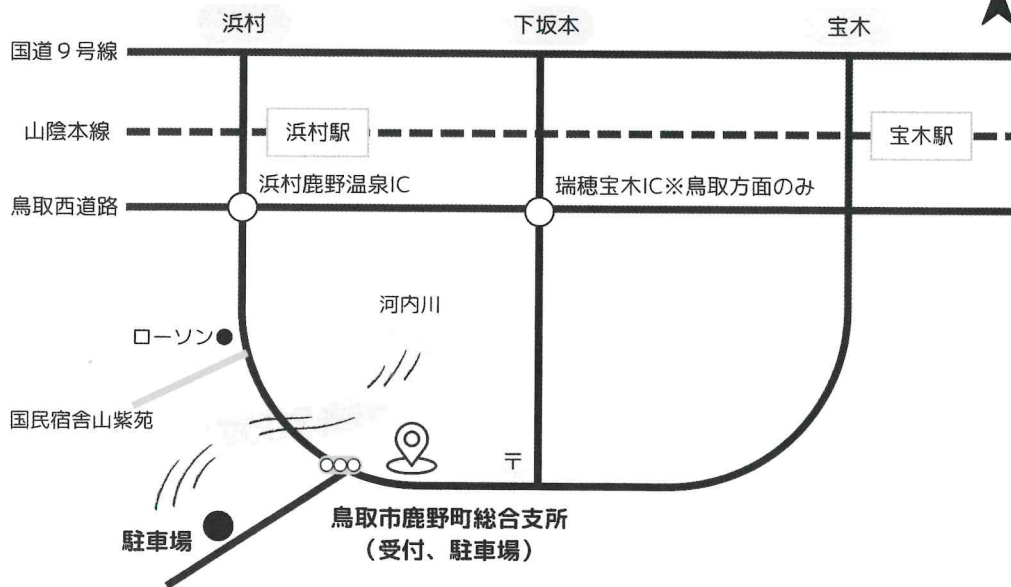 浜村
下坂本
宝木
国道９号線
山陰本線
浜村駅
宝木駅
浜村鹿野温泉IC
瑞穂宝木IC※鳥取方面のみ
鳥取西道路
河内川
ローソン
国民宿舎山紫苑
〒
鳥取市鹿野町総合支所
（受付、駐車場）
駐車場